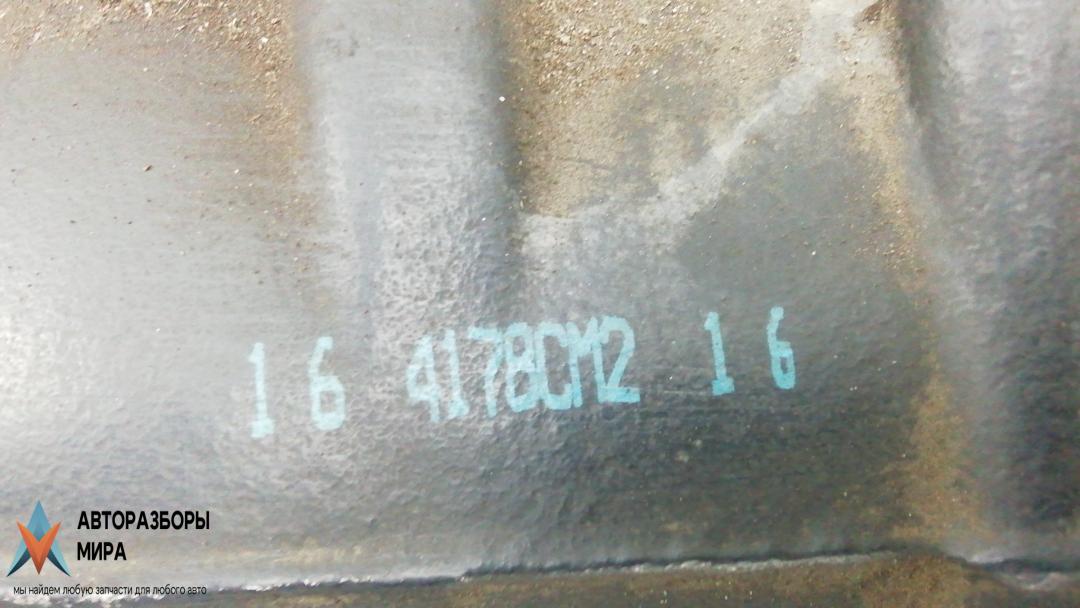 1 6 4178CM2 1 6
АВТОРАЗБОРЫ
МИРА
мы найдем любую запчасти для любого авто